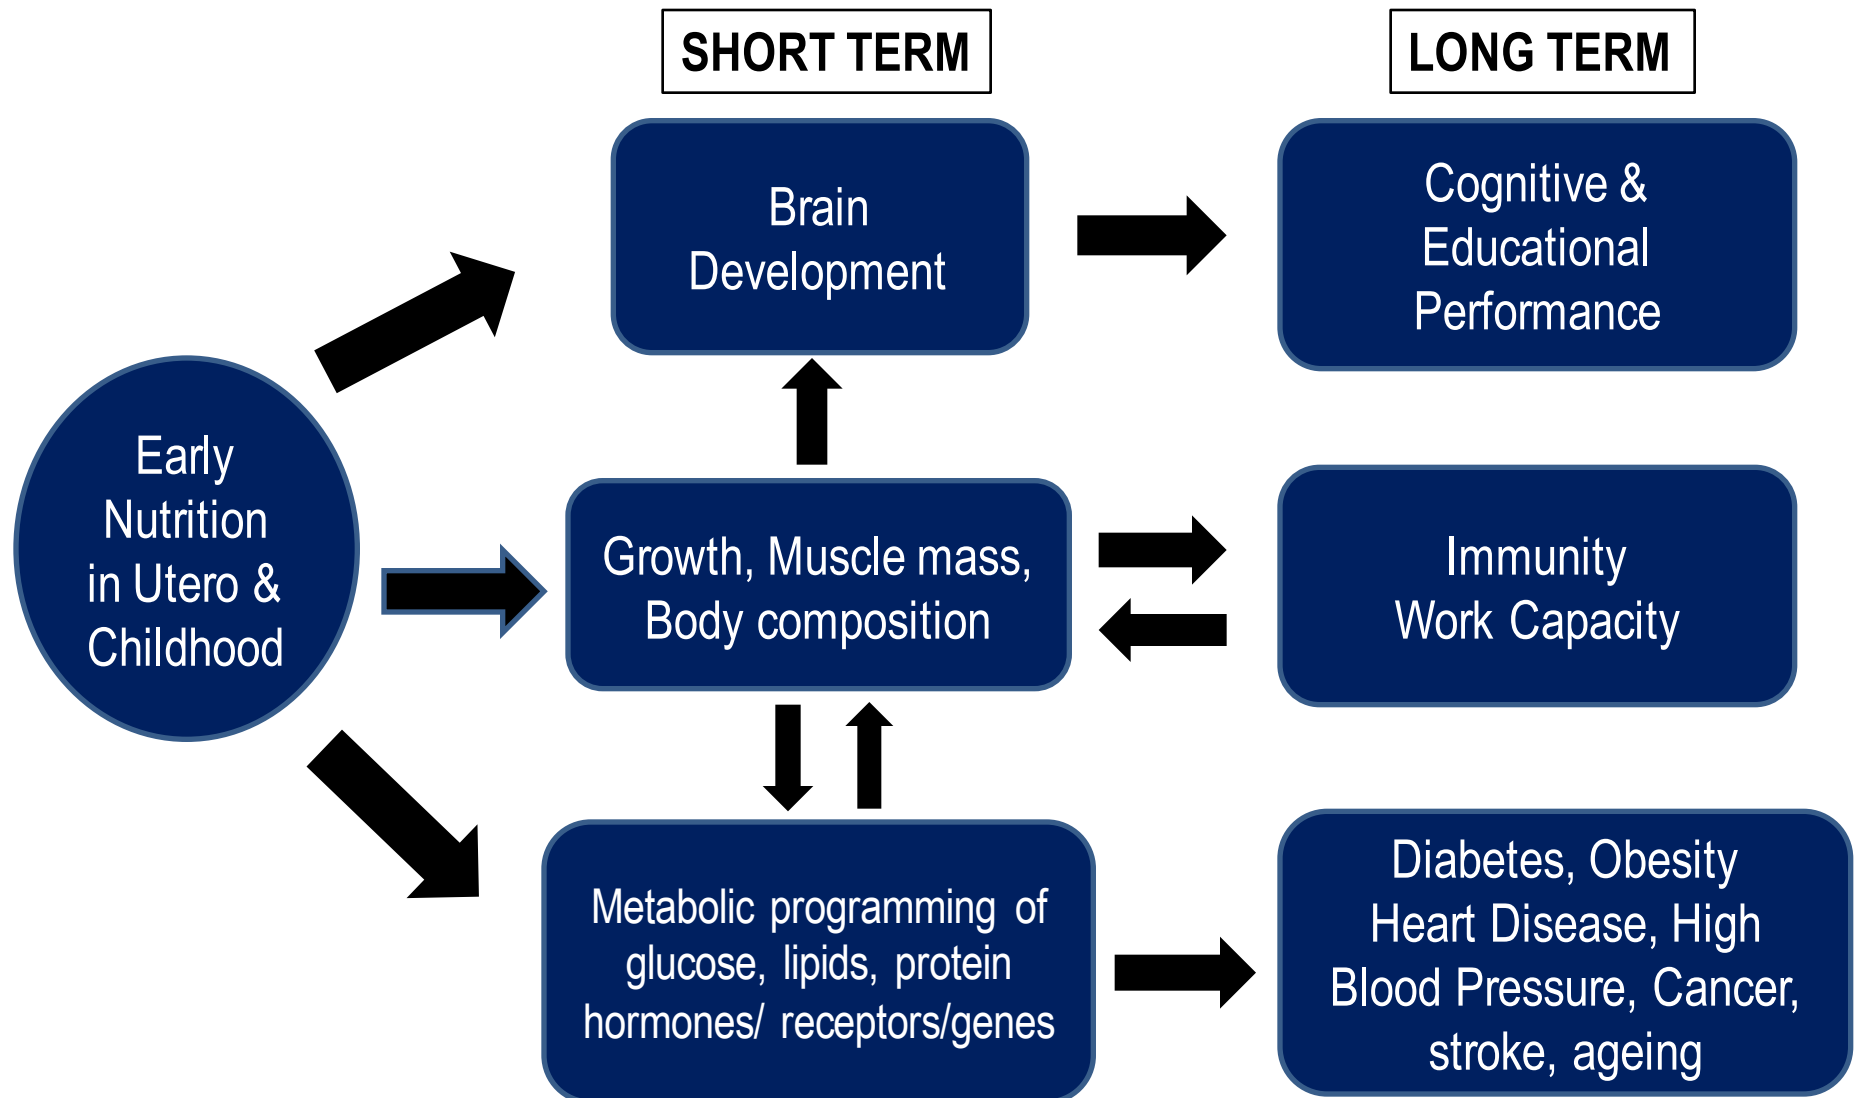 SHORT TERM
LONG TERM
Brain
Development
Cognitive &
Educational
Performance
Early
Nutrition
in Utero &
Childhood
Growth, Muscle mass,
Body composition
Immunity
Work Capacity
Metabolic programming of
glucose, lipids, protein
hormones/ receptors/genes
Diabetes, Obesity
Heart Disease, High
Blood Pressure, Cancer,
stroke, ageing